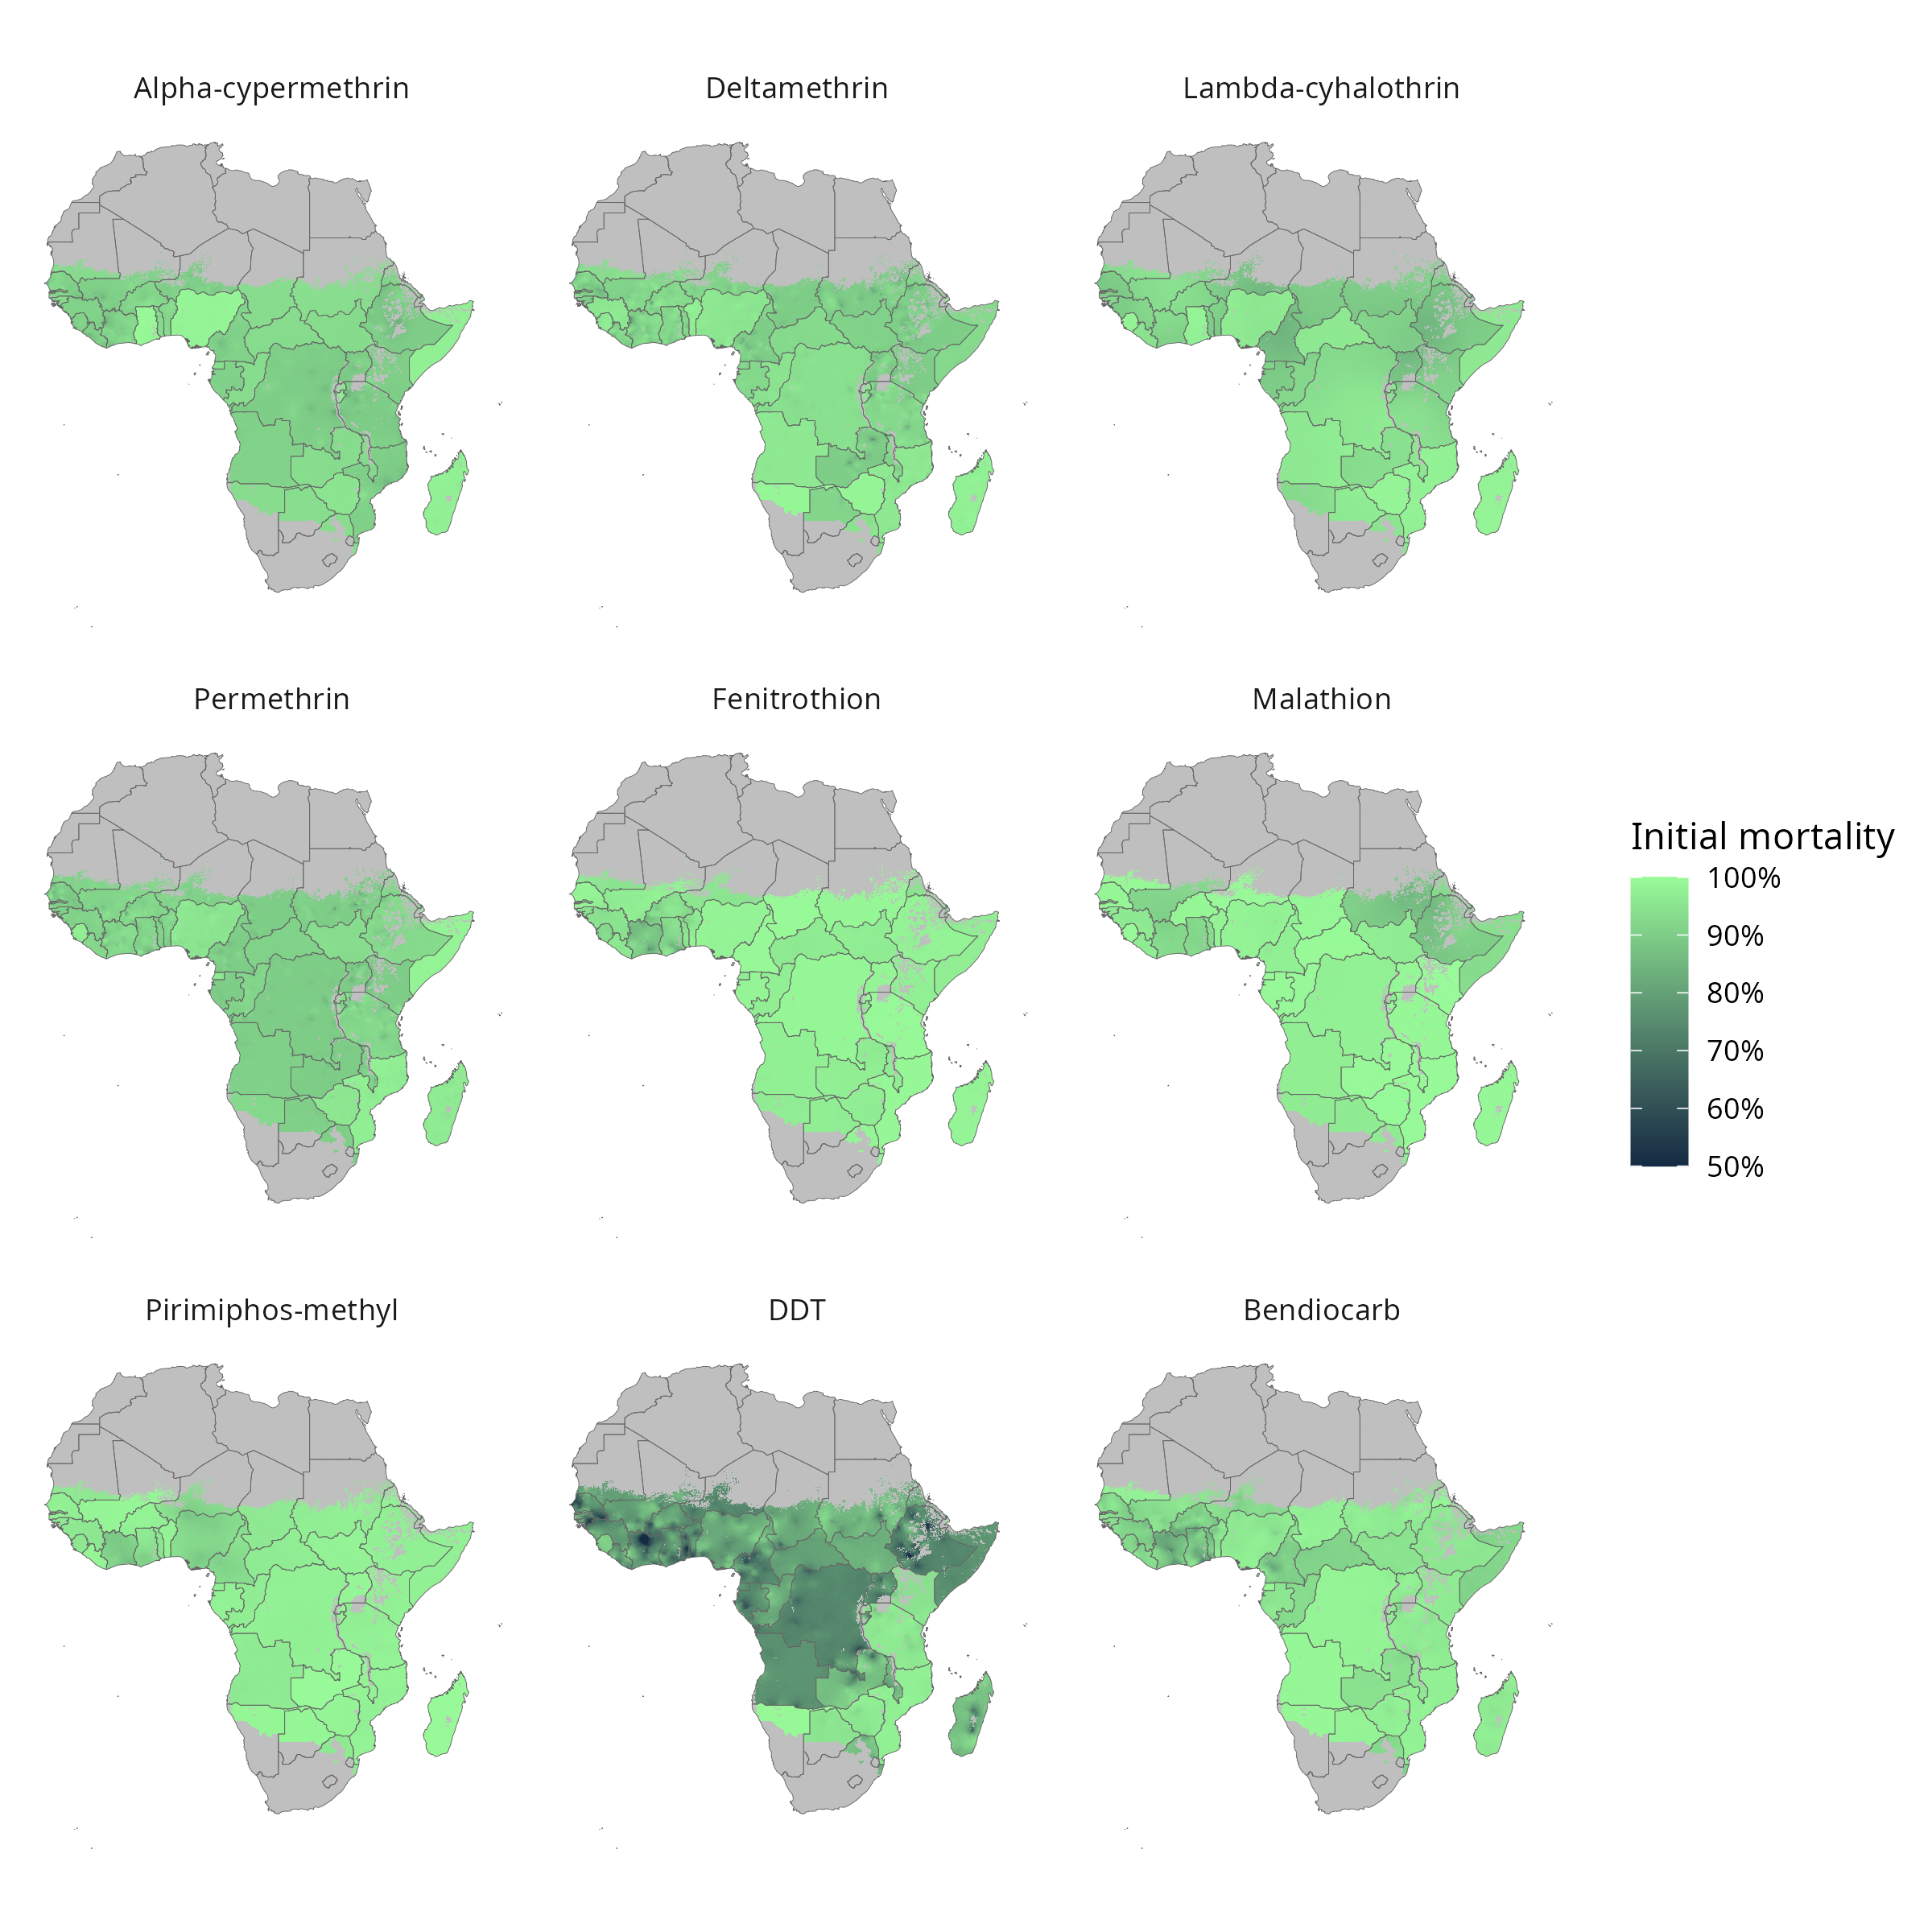 Alpha-cypermethrin
Deltamethrin
Lambda-cyhalothrin
Permethrin
Fenitrothion
Malathion
Initial mortality
100%
90%
80%
70%
60%
50%
Pirimiphos-methyl
DDT
Bendiocarb